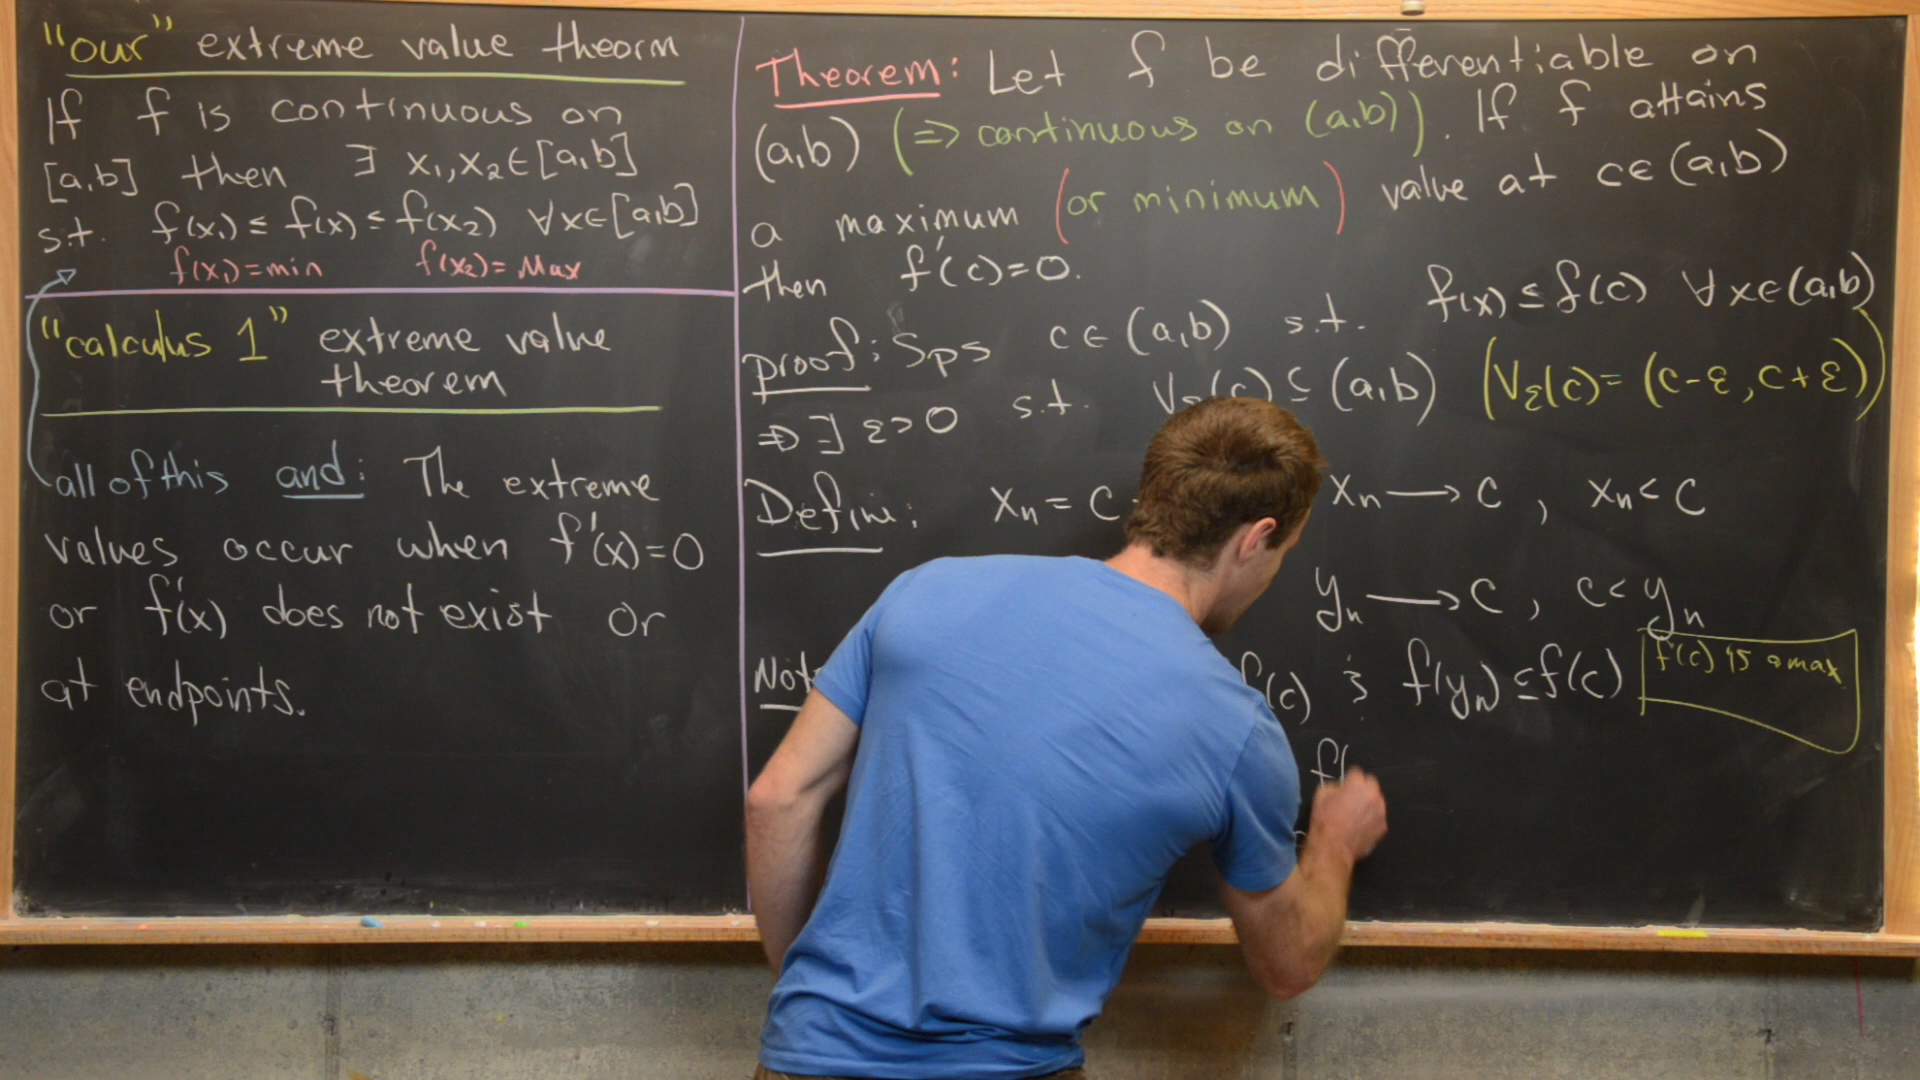 "our" extreme value theorm
If f is continuous on
[a,b] then ∃ x₁,x₂∈[a,b]
s.t. f(x₁) ≤ f(x) ≤ f(x₂) ∀x∈[a,b]
f(x₁)=min f(x₂)= Max
"calculus 1" extreme value
theorem
all of this and: The extreme
values occur when f'(x)=0
or f'(x) does not exist or
at endpoints.
Theorem: Let f be differentiable on
(a,b) (⇒ continuous on (a,b)). If f attains
a maximum (or minimum) value at c∈(a,b)
then f'(c)=0.
proof: Sps c∈(a,b) s.t. f(x) ≤ f(c) ∀x∈(a,b)
⇒ ∃ ε>0 s.t. (c) ⊆ (a,b) (V_ε(c) = (c-ε, c+ε))
Define: xₙ = c xₙ → c, xₙ < c
yₙ → c, c < yₙ
f(c) & f(yₙ) ≤ f(c) f(c) is a max
f(